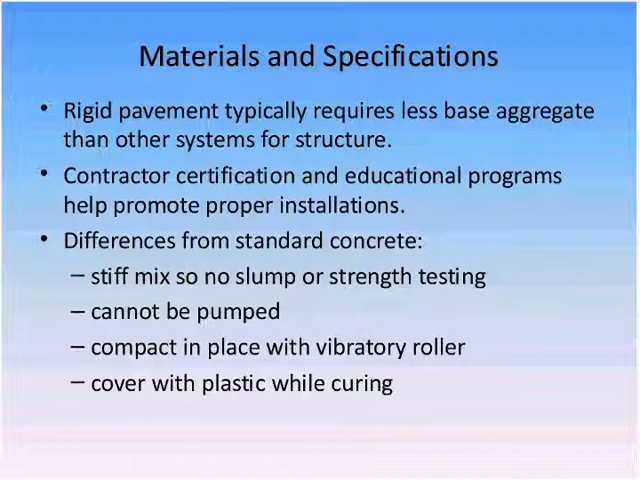 Materials and Specifications
• Rigid pavement typically requires less base aggregate
than other systems for structure.
• Contractor certification and educational programs
help promote proper installations.
• Differences from standard concrete:
– stiff mix so no slump or strength testing
– cannot be pumped
– compact in place with vibratory roller
– cover with plastic while curing